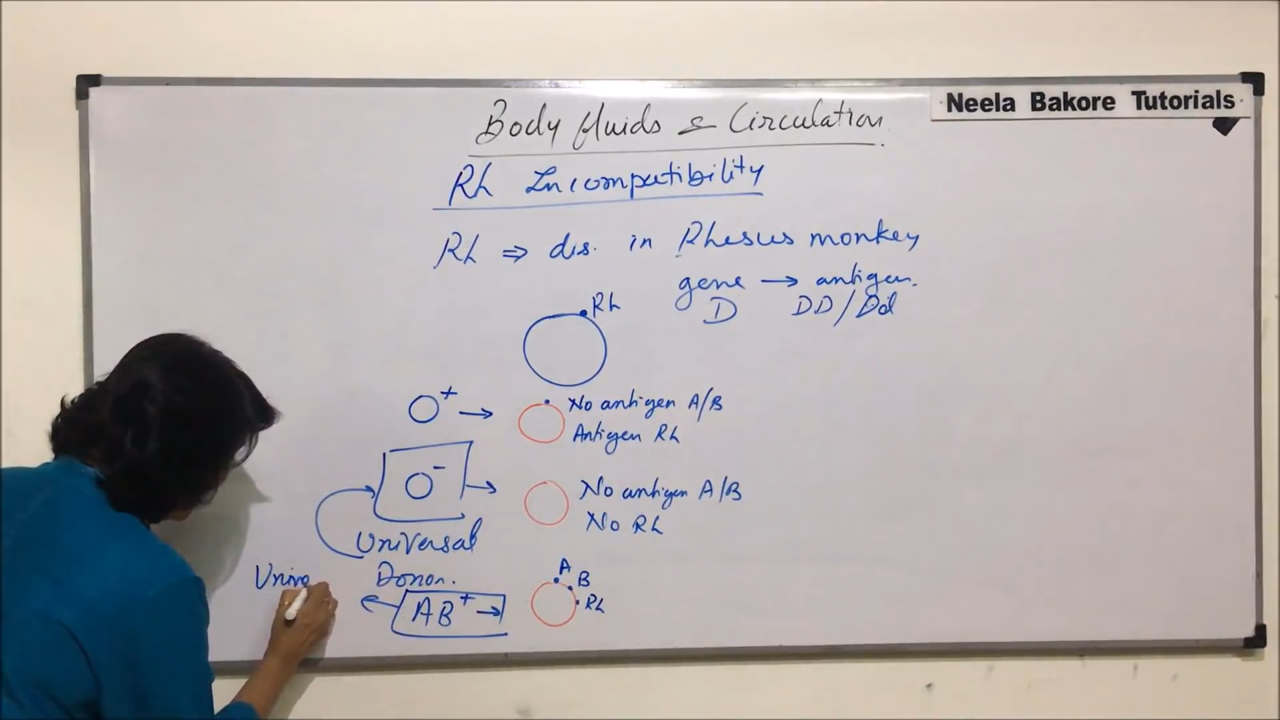 Neela Bakore Tutorials
Body fluids & Circulation
Rh Incompatibility
Rh ⇒ dis. in Rhesus monkey
gene → antigen.
D DD/Dd
Rh
O+ → No antigen A/B
Antigen Rh
O- → No antigen A/B
No Rh
Universal
Donor.
Unive
AB+ → A B Rh